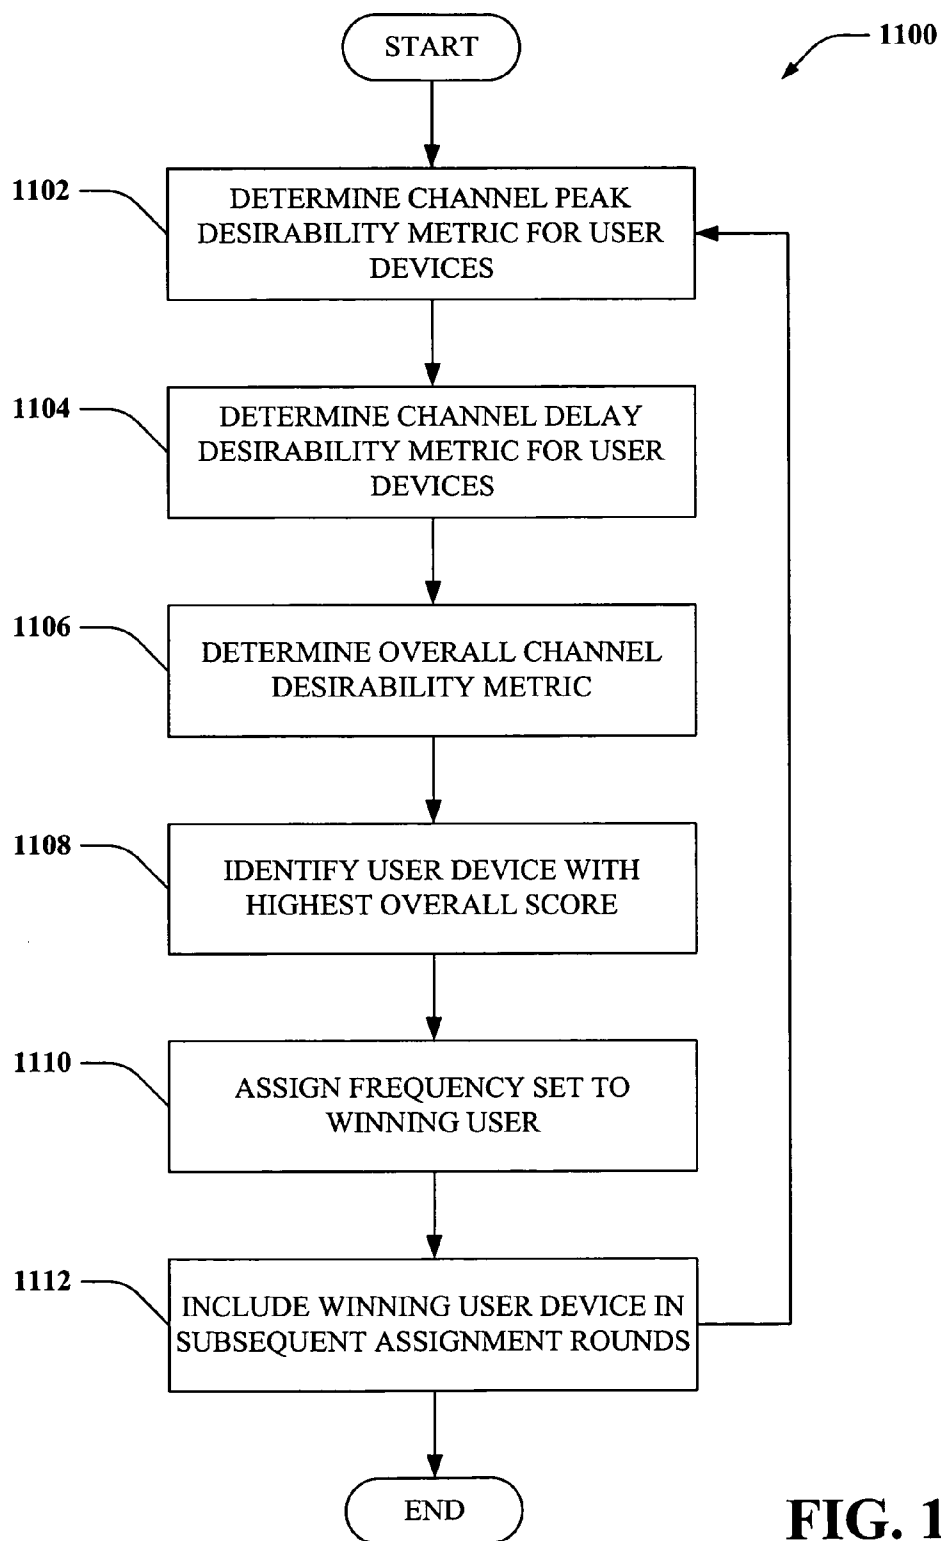 START
1100
1102
DETERMINE CHANNEL PEAK
DESIRABILITY METRIC FOR USER
DEVICES
1104
DETERMINE CHANNEL DELAY
DESIRABILITY METRIC FOR USER
DEVICES
1106
DETERMINE OVERALL CHANNEL
DESIRABILITY METRIC
1108
IDENTIFY USER DEVICE WITH
HIGHEST OVERALL SCORE
1110
ASSIGN FREQUENCY SET TO
WINNING USER
1112
INCLUDE WINNING USER DEVICE IN
SUBSEQUENT ASSIGNMENT ROUNDS
END
FIG. 1